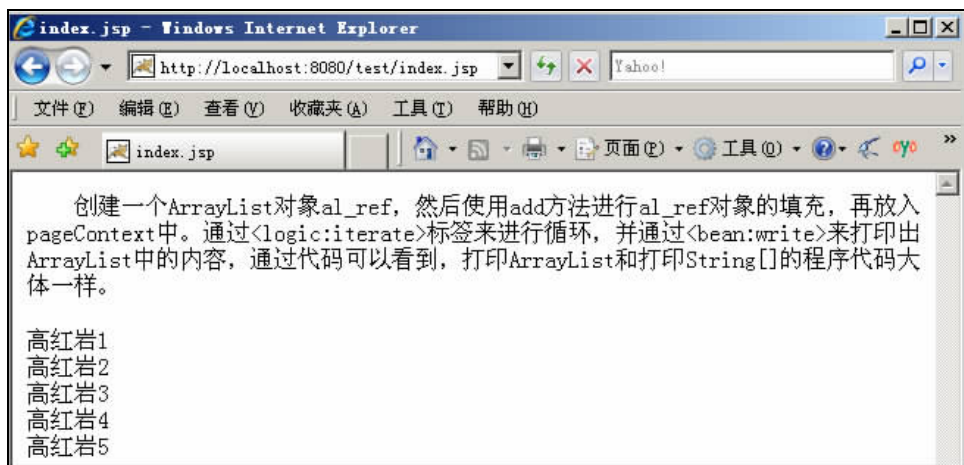 index.jsp - Windows Internet Explorer
http://localhost:8080/test/index.jsp
Yahoo!
文件(F) 编辑(E) 查看(V) 收藏夹(A) 工具(T) 帮助(H)
index.jsp
页面(P) 工具(O)
创建一个ArrayList对象al_ref，然后使用add方法进行al_ref对象的填充，再放入
pageContext中。通过<logic:iterate>标签来进行循环，并通过<bean:write>来打印出
ArrayList中的内容，通过代码可以看到，打印ArrayList和打印String[]的程序代码大
体一样。
高红岩1
高红岩2
高红岩3
高红岩4
高红岩5